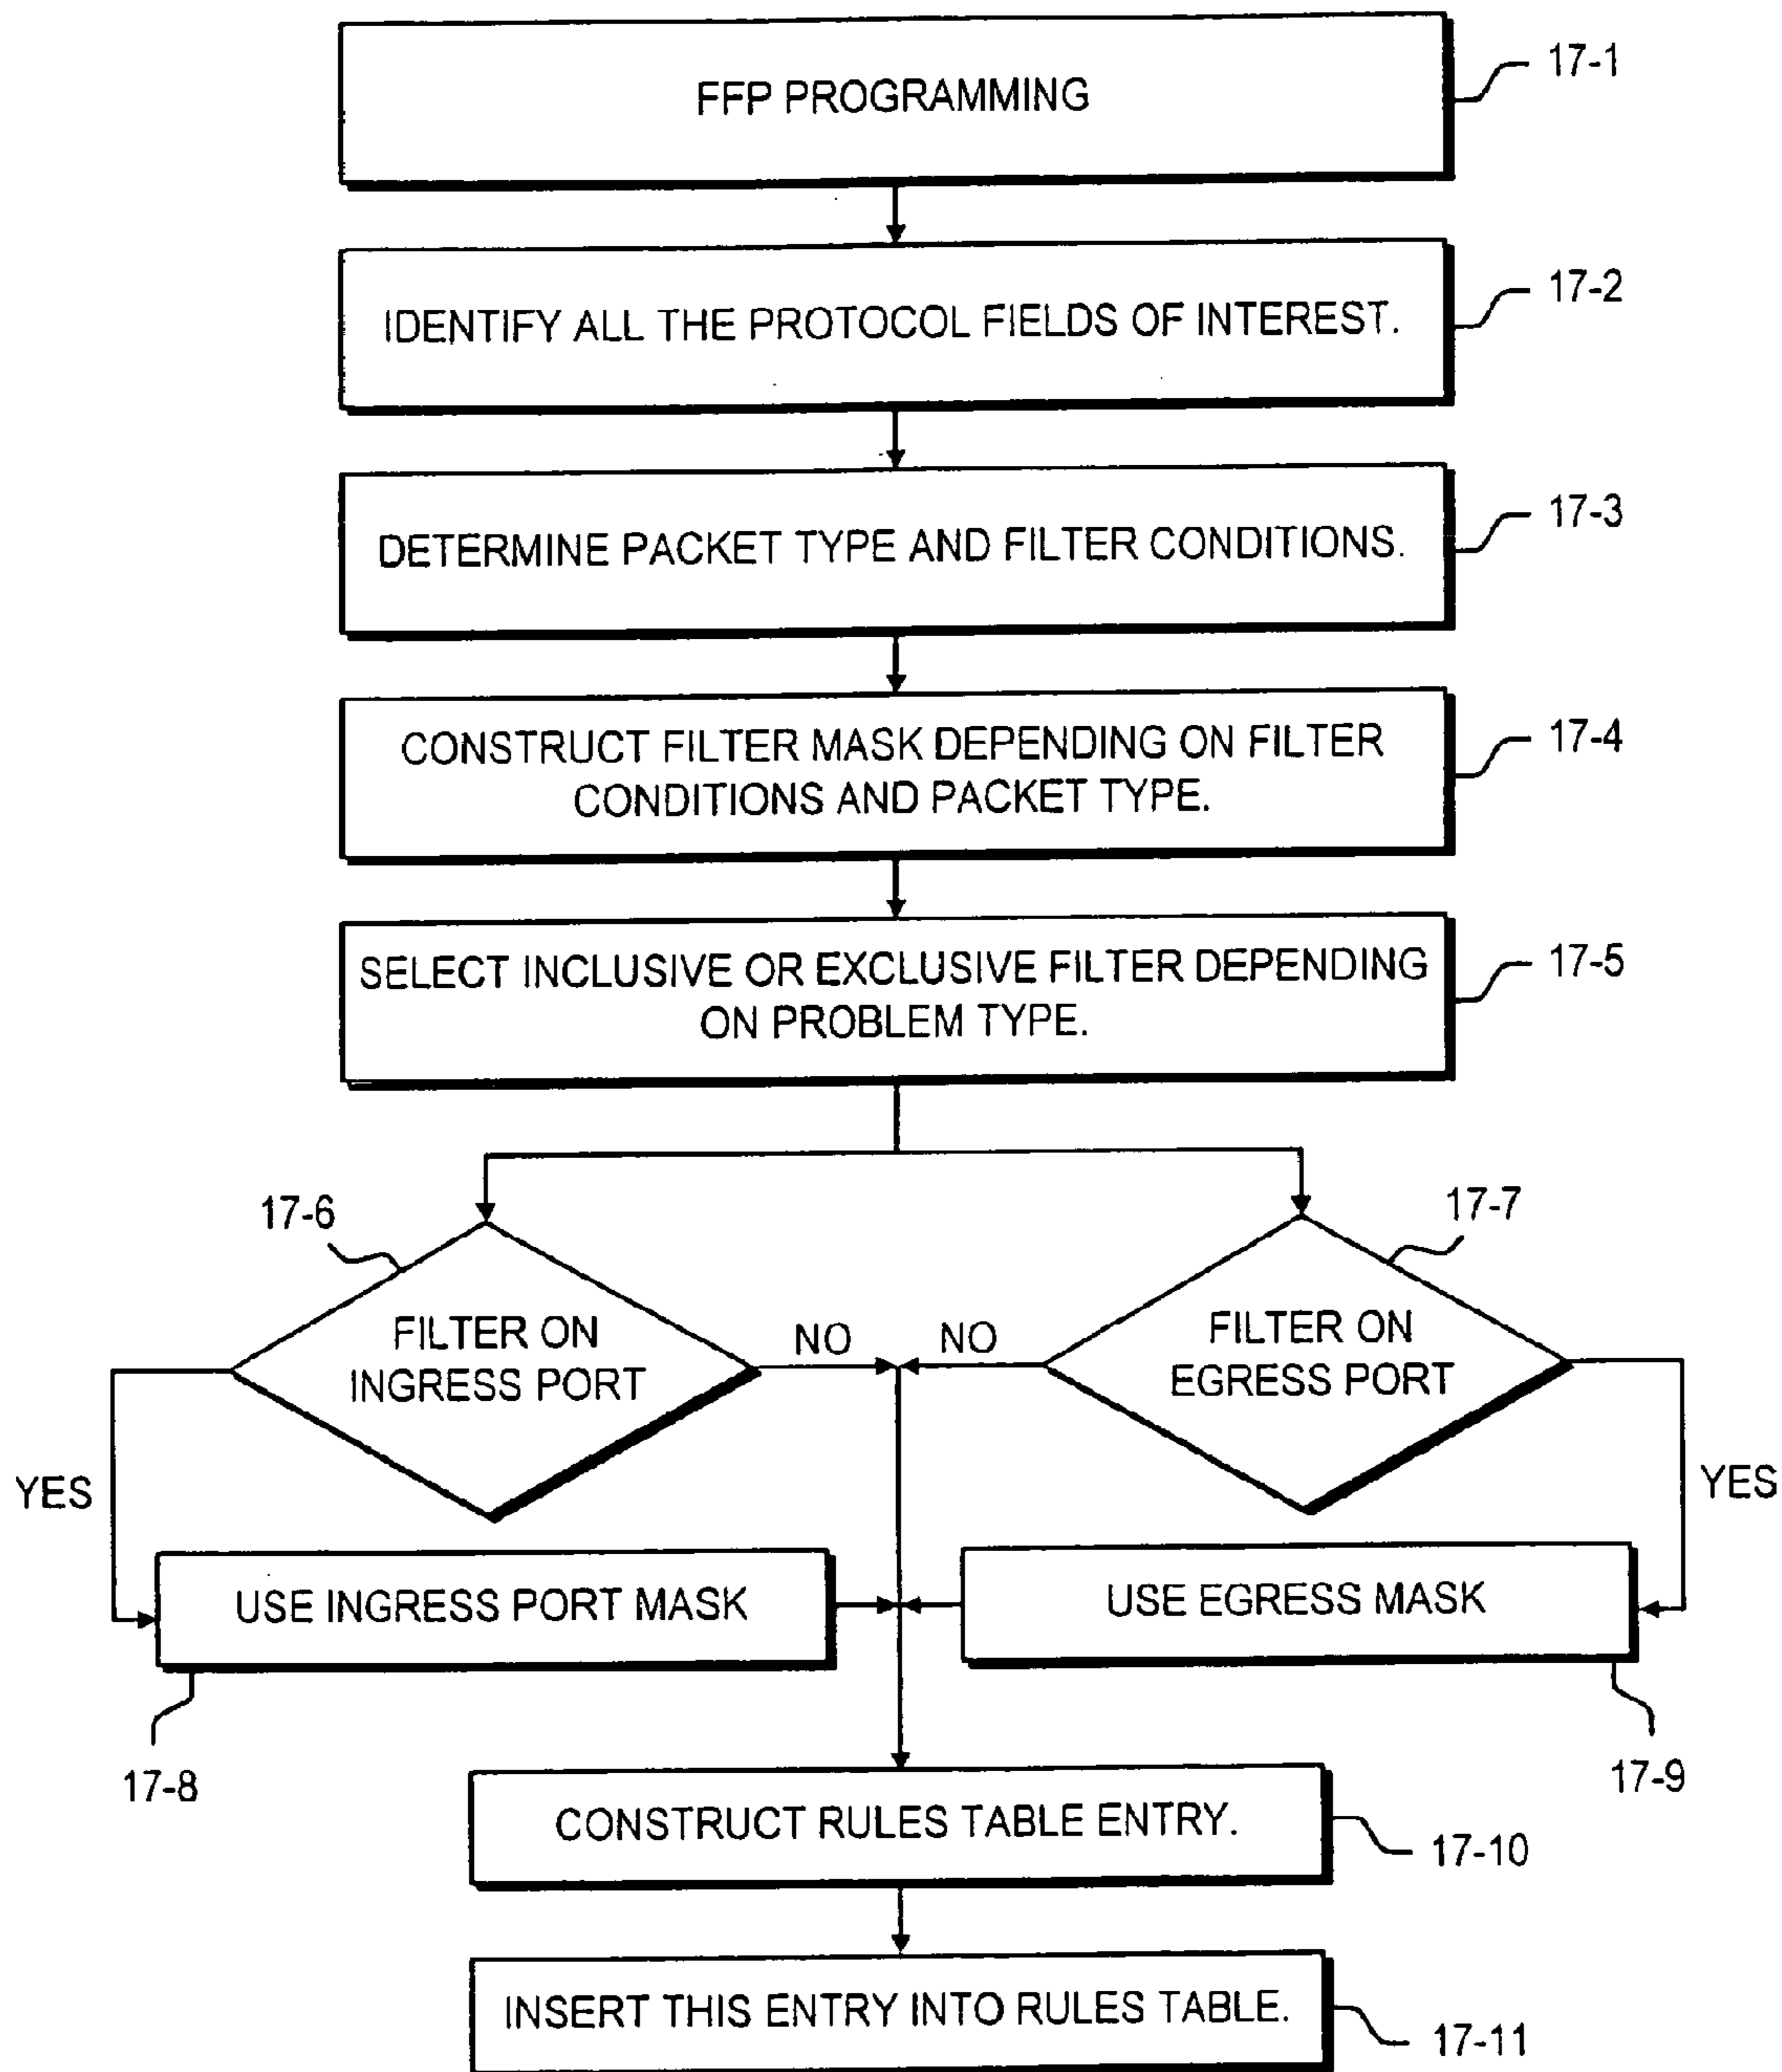 FFP PROGRAMMING
17-1
IDENTIFY ALL THE PROTOCOL FIELDS OF INTEREST.
17-2
DETERMINE PACKET TYPE AND FILTER CONDITIONS.
17-3
CONSTRUCT FILTER MASK DEPENDING ON FILTER
CONDITIONS AND PACKET TYPE.
17-4
SELECT INCLUSIVE OR EXCLUSIVE FILTER DEPENDING
ON PROBLEM TYPE.
17-5
17-6
17-7
FILTER ON
INGRESS PORT
NO
NO
FILTER ON
EGRESS PORT
YES
YES
USE INGRESS PORT MASK
USE EGRESS MASK
17-8
17-9
CONSTRUCT RULES TABLE ENTRY.
17-10
INSERT THIS ENTRY INTO RULES TABLE.
17-11